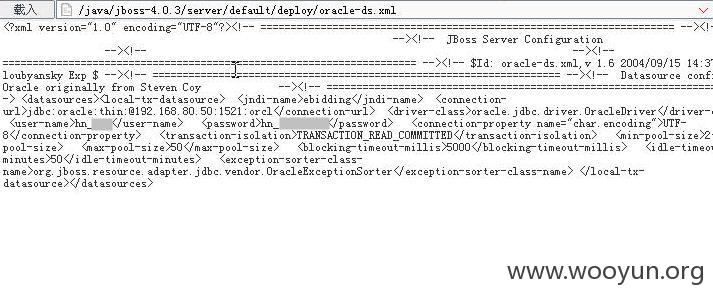 載入 /java/jboss-4.0.3/server/default/deploy/oracle-ds.xml
<?xml version="1.0" encoding="UTF-8"?><!-- ===================================================================== --><!--
--><!-- JBoss Server Configuration
--><!--
===================================================================== --><!-- $Id: oracle-ds.xml,v 1.6 2004/09/15 14:37
loubyansky Exp $ --><!-- ===================================================================== --><!-- Datasource confi
Oracle originally from Steven Coy --><!--
-> <datasources><local-tx-datasource> <jndi-name>ebidding</jndi-name> <connection-
url>jdbc:oracle:thin:@192.168.80.50:1521:orcl</connection-url> <driver-class>oracle.jdbc.driver.OracleDriver</driver-c
<user-name>hn_</user-name> <password>hn_</password> <connection-property name="char.encoding">UTF-
8</connection-property> <transaction-isolation>TRANSACTION_READ_COMMITTED</transaction-isolation> <min-pool-size>2
pool-size> <max-pool-size>50</max-pool-size> <blocking-timeout-millis>5000</blocking-timeout-millis> <idle-timeou
minutes>50</idle-timeout-minutes> <exception-sorter-class-
name>org.jboss.resource.adapter.jdbc.vendor.OracleExceptionSorter</exception-sorter-class-name> </local-tx-
datasource></datasources>
www.wooyun.org